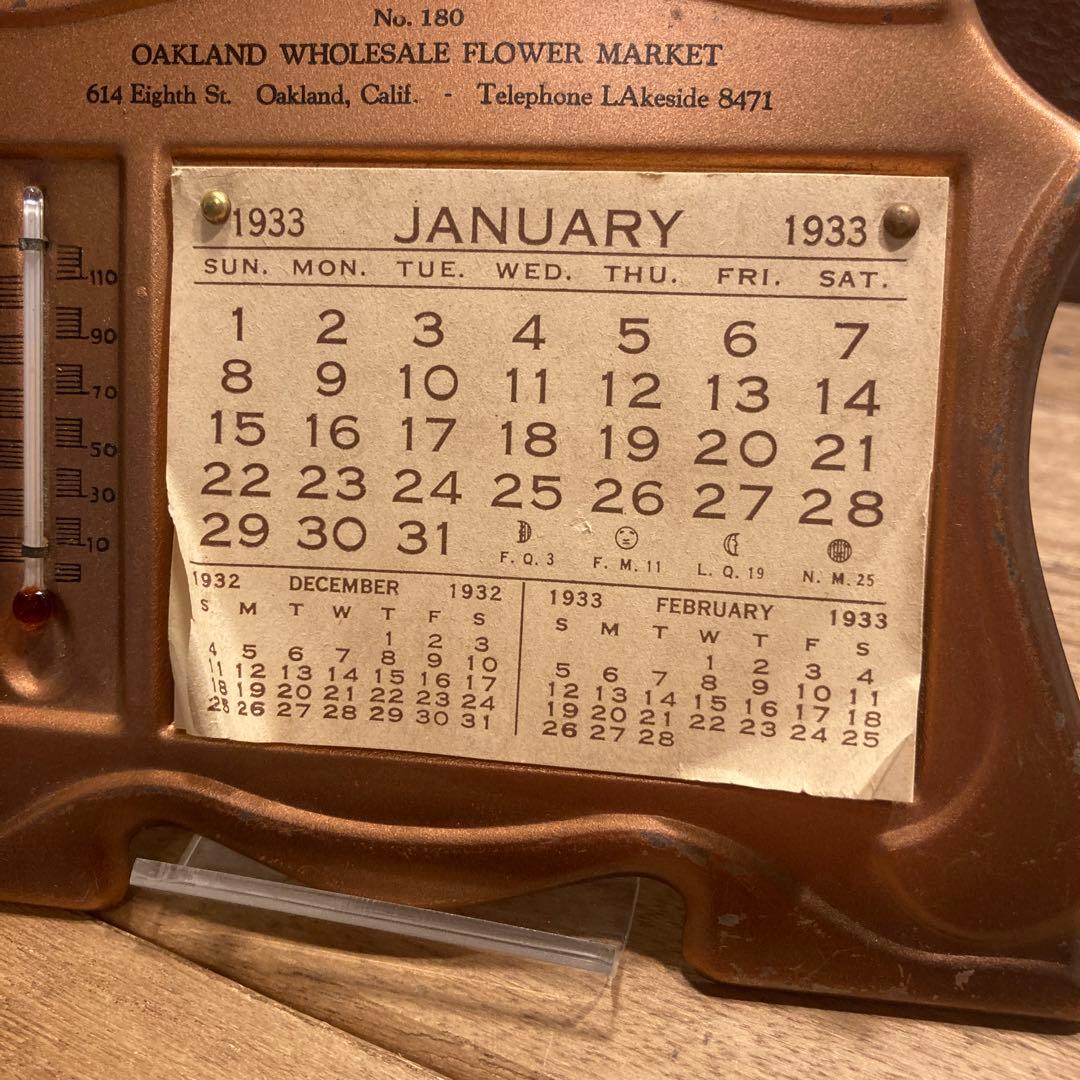 No. 180
OAKLAND WHOLESALE FLOWER MARKET
614 Eighth St. Oakland, Calif. - Telephone LAkeside 8471
110
90
70
50
30
10
1933 JANUARY 1933
SUN. MON. TUE. WED. THU. FRI. SAT.
1 2 3 4 5 6 7
8 9 10 11 12 13 14
15 16 17 18 19 20 21
22 23 24 25 26 27 28
29 30 31
F. Q. 3 F. M. 11 L. Q. 19 N. M. 25
1932 DECEMBER 1932
S M T W T F S
1 2 3
4 5 6 7 8 9 10
11 12 13 14 15 16 17
18 19 20 21 22 23 24
25 26 27 28 29 30 31
1933 FEBRUARY 1933
S M T W T F S
1 2 3 4
5 6 7 8 9 10 11
12 13 14 15 16 17 18
19 20 21 22 23 24 25
26 27 28